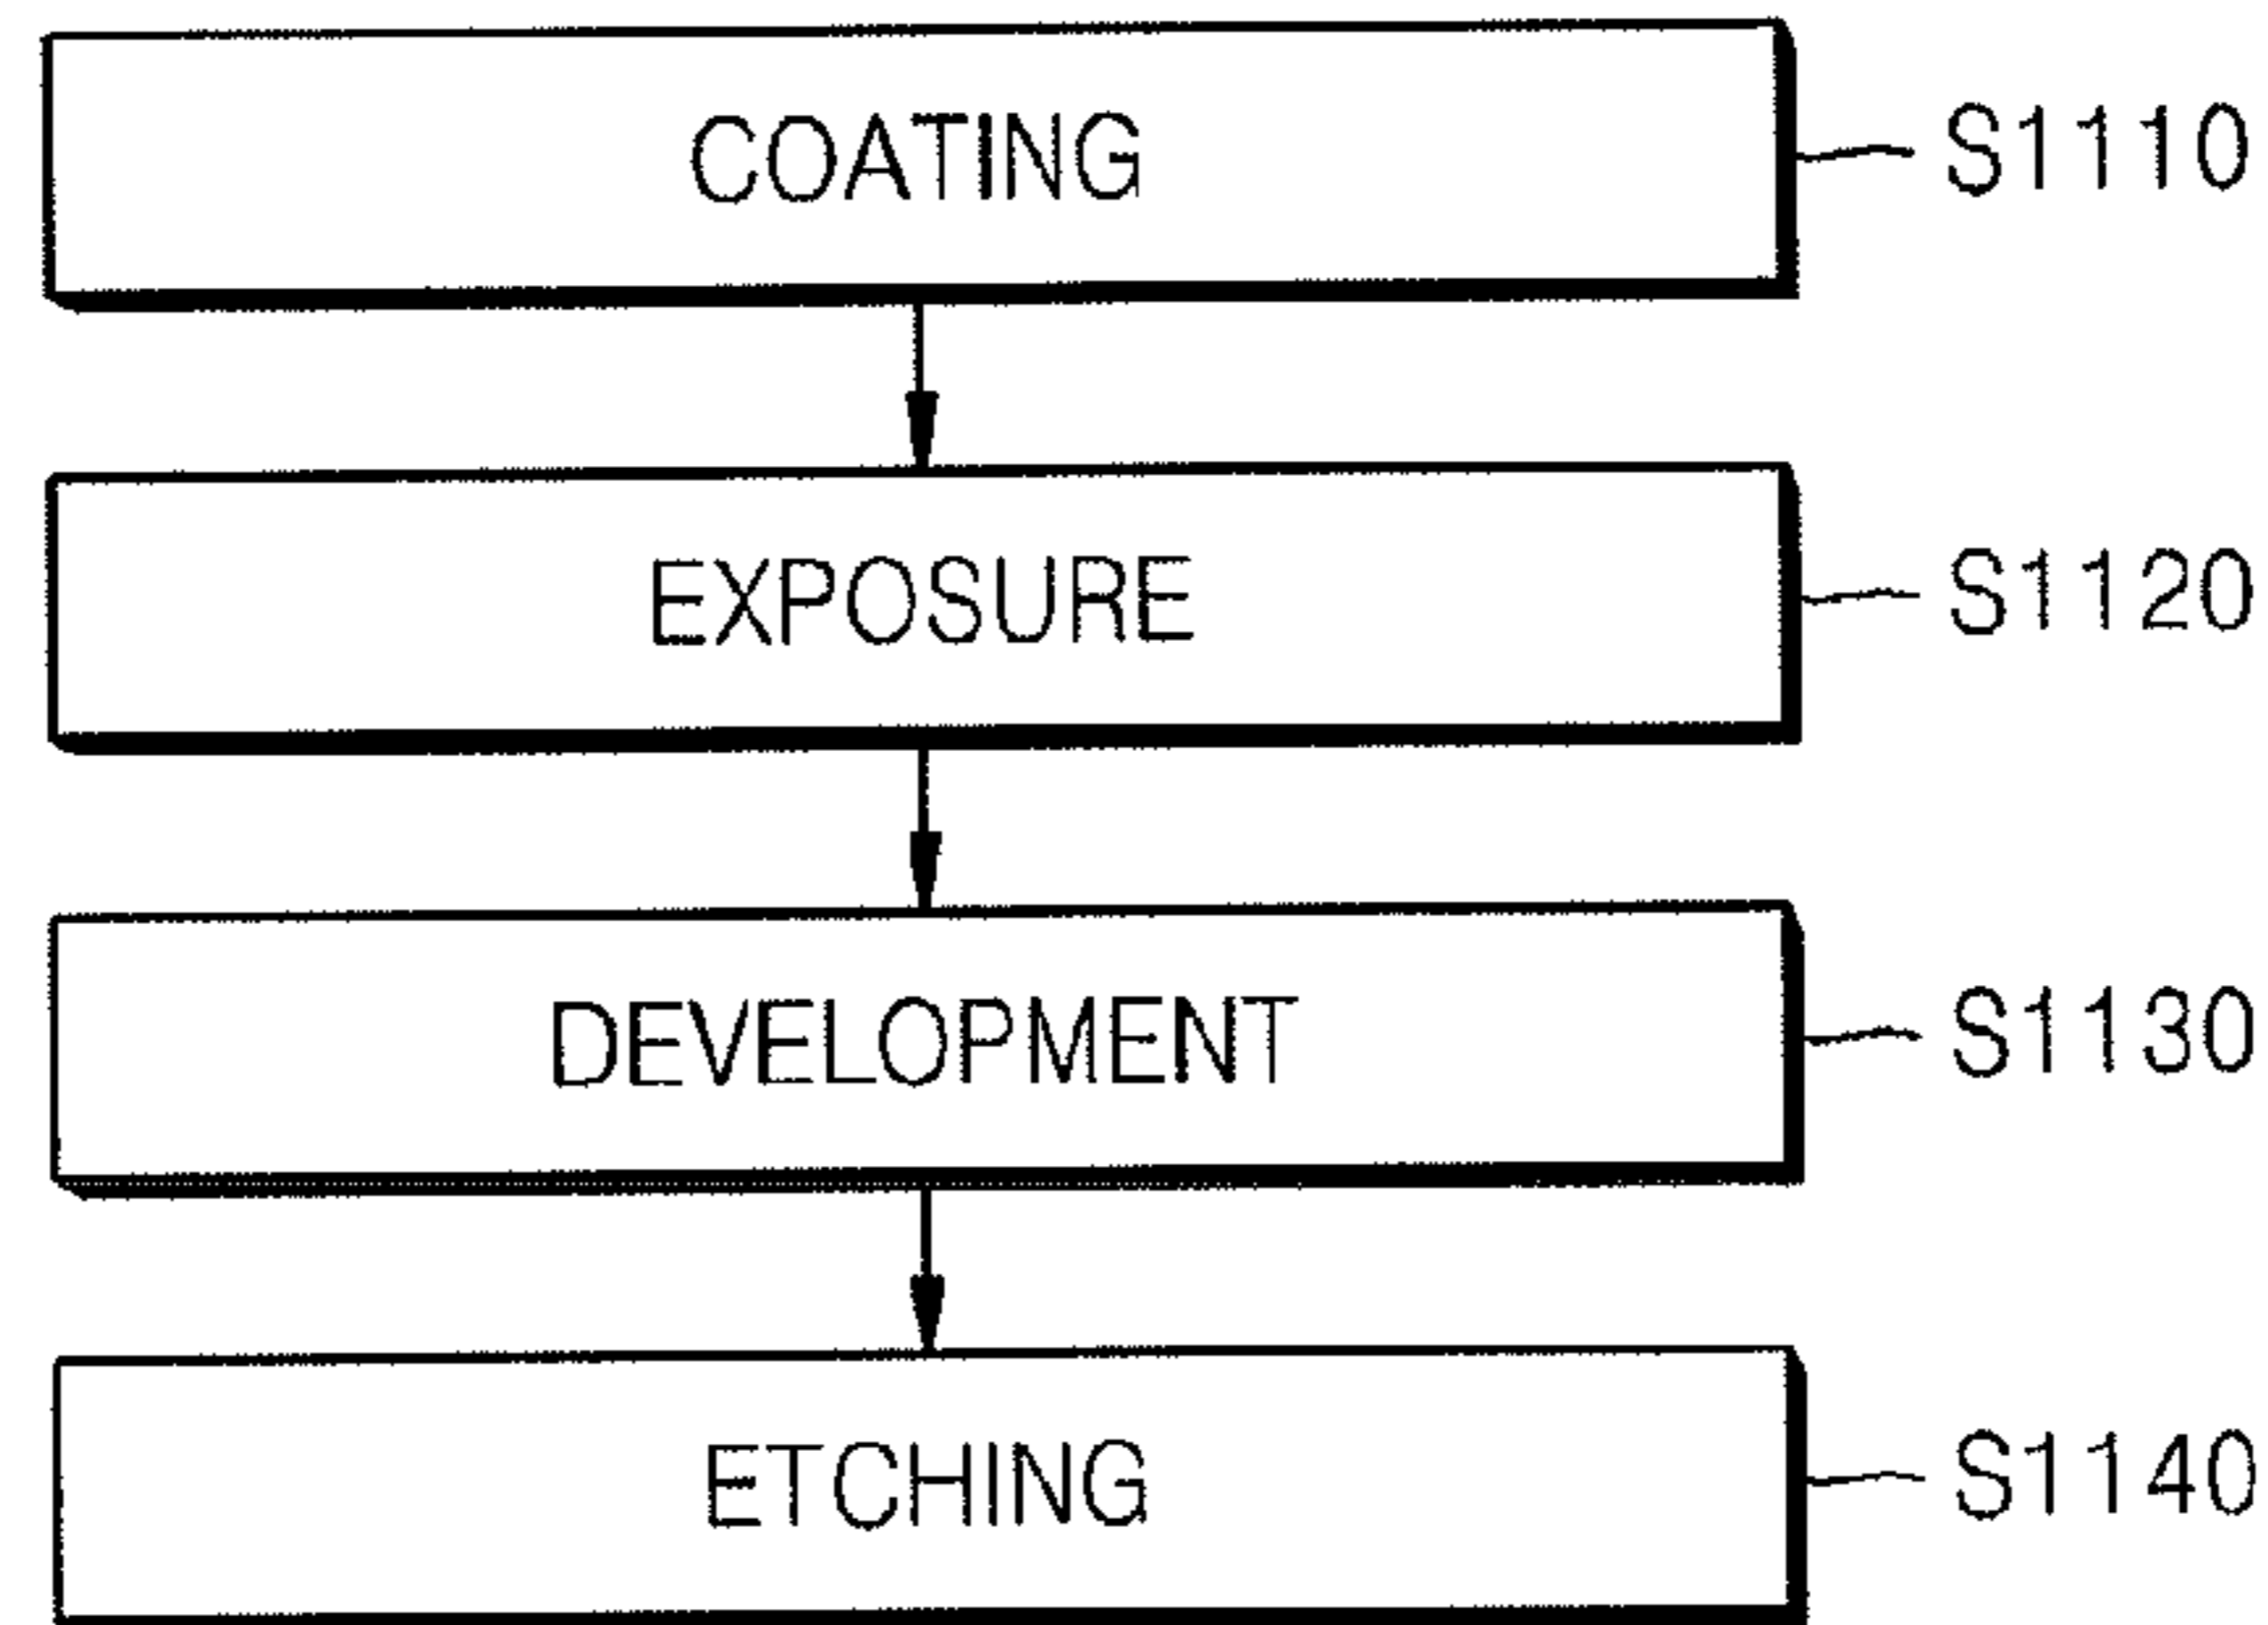 COATING S1110
EXPOSURE S1120
DEVELOPMENT S1130
ETCHING S1140